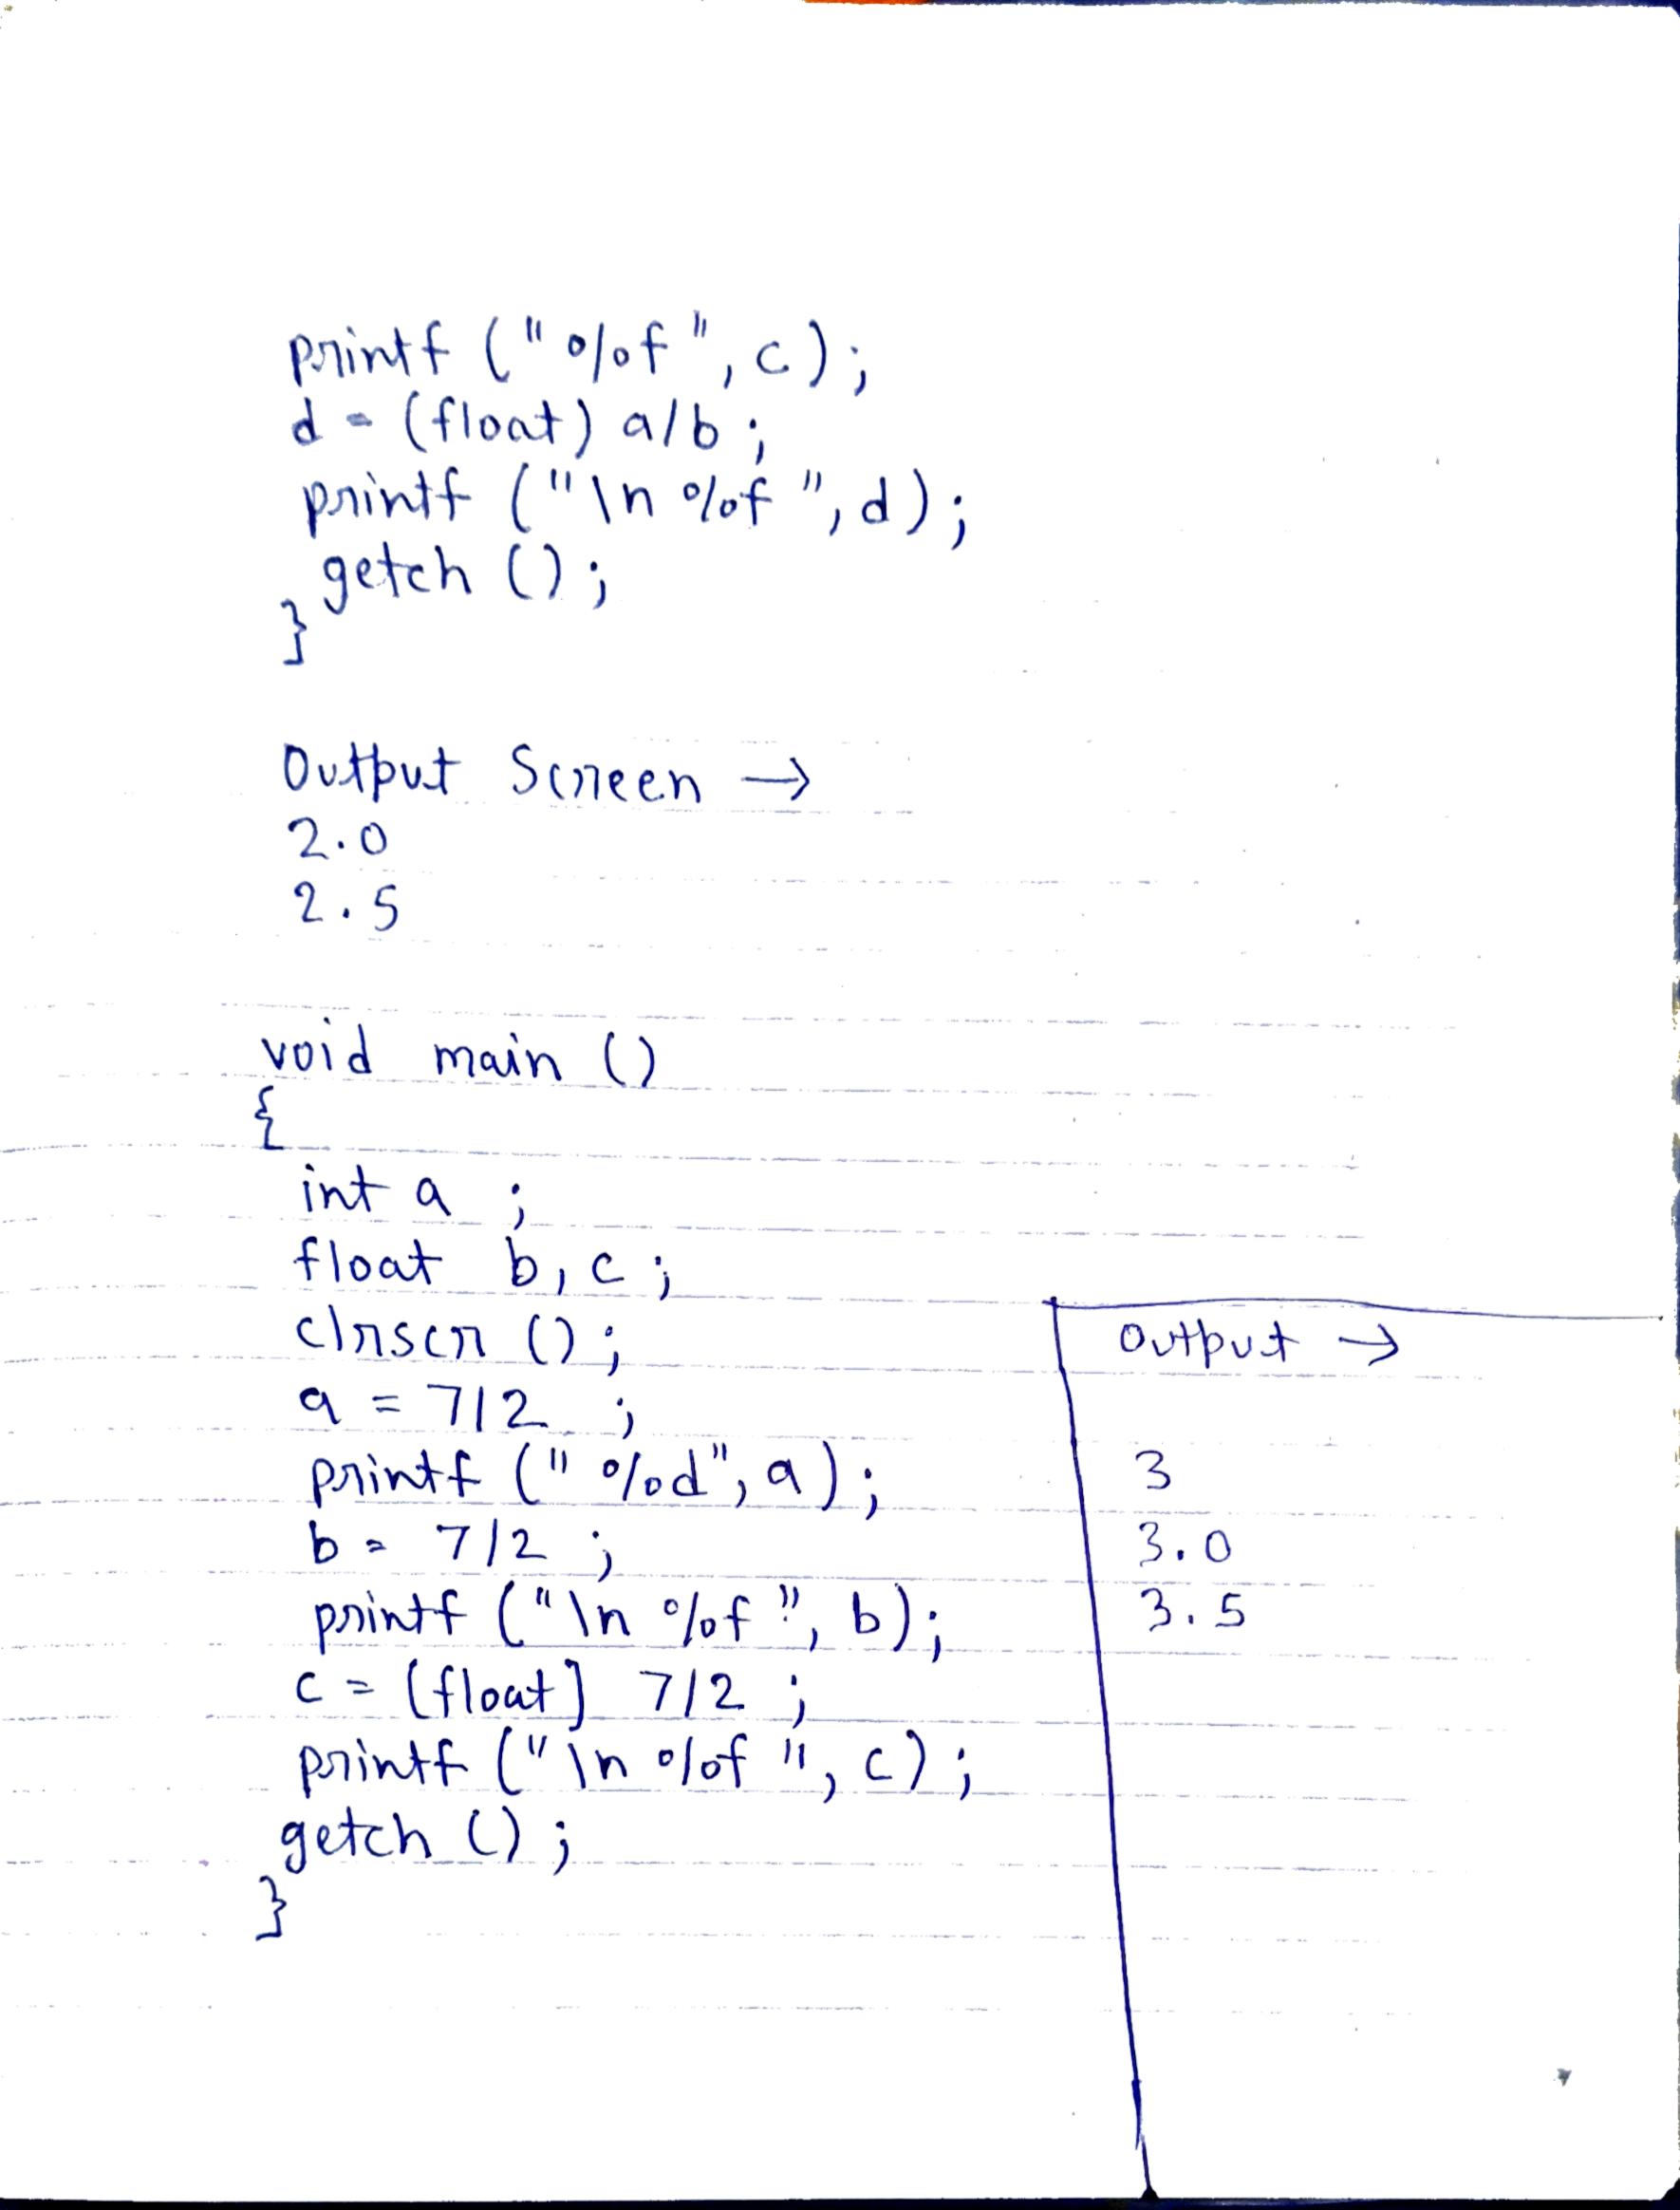 printf ("%f", c);
d = (float) a/b ;
printf ("\n %f", d);
getch ();
}
Output Screen →
2.0
2.5
void main ()
{
int a ;
float b, c ;
clrscr ();
a = 7/2 ;
printf ("%d", a);
b = 7/2 ;
printf ("\n %f", b);
c = (float) 7/2 ;
printf ("\n %f", c);
getch ();
}
Output →
3
3.0
3.5